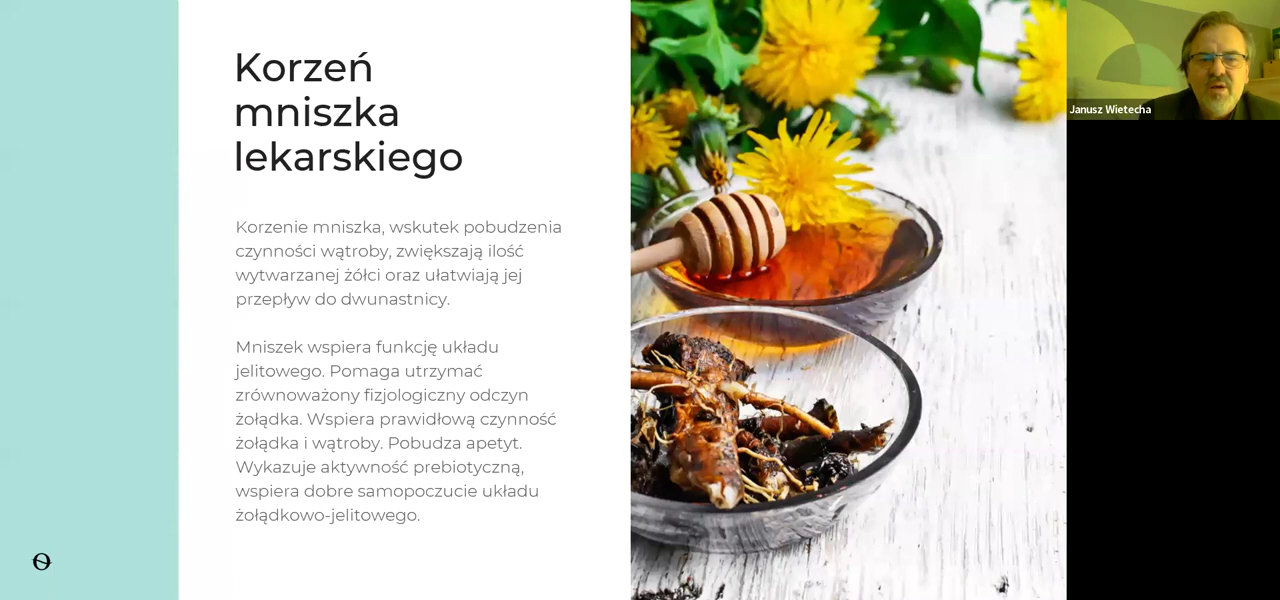 Korzeń
mniszka
lekarskiego
Korzenie mniszka, wskutek pobudzenia
czynności wątroby, zwiększają ilość
wytwarzanej żółci oraz ułatwiają jej
przepływ do dwunastnicy.
Mniszek wspiera funkcję układu
jelitowego. Pomaga utrzymać
zrównoważony fizjologiczny odczyn
żołądka. Wspiera prawidłową czynność
żołądka i wątroby. Pobudza apetyt.
Wykazuje aktywność prebiotyczną,
wspiera dobre samopoczucie układu
żołądkowo-jelitowego.
Janusz Wietecha